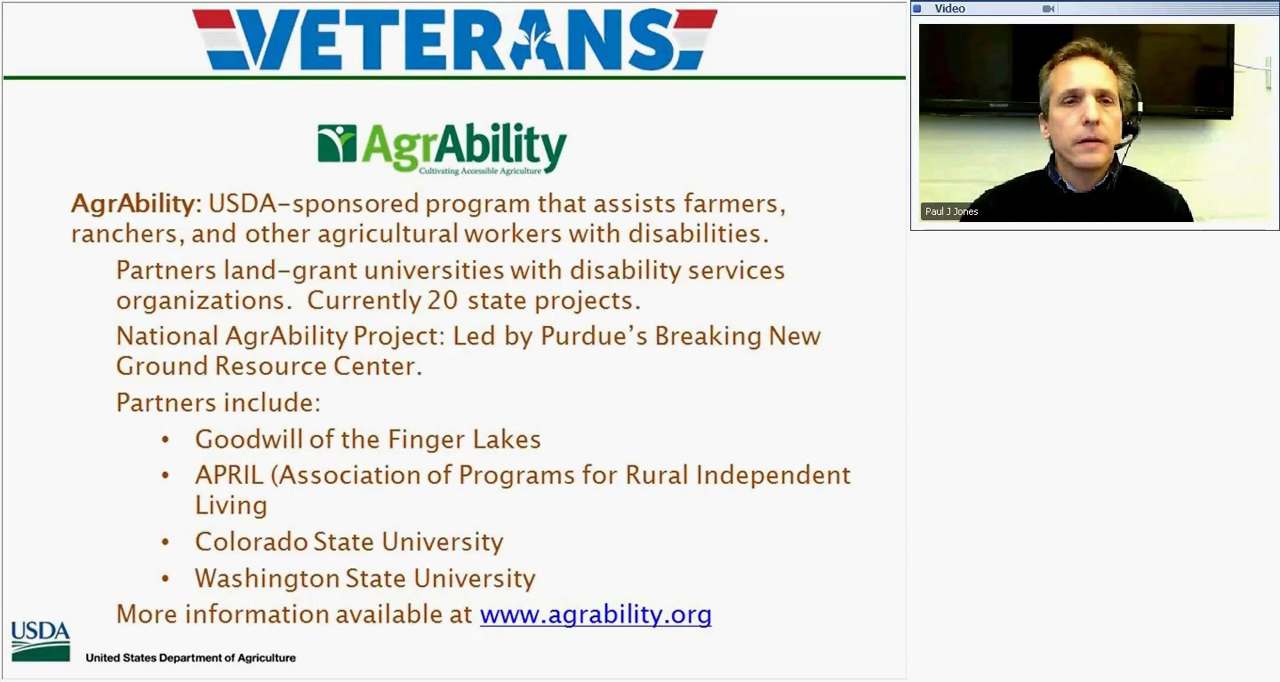 VETERANS
AgrAbility
Cultivating Accessible Agriculture
AgrAbility: USDA-sponsored program that assists farmers,
ranchers, and other agricultural workers with disabilities.
Partners land-grant universities with disability services
organizations. Currently 20 state projects.
National AgrAbility Project: Led by Purdue's Breaking New
Ground Resource Center.
Partners include:
• Goodwill of the Finger Lakes
• APRIL (Association of Programs for Rural Independent
Living
• Colorado State University
• Washington State University
More information available at www.agrability.org
USDA
United States Department of Agriculture
Video
Paul J Jones